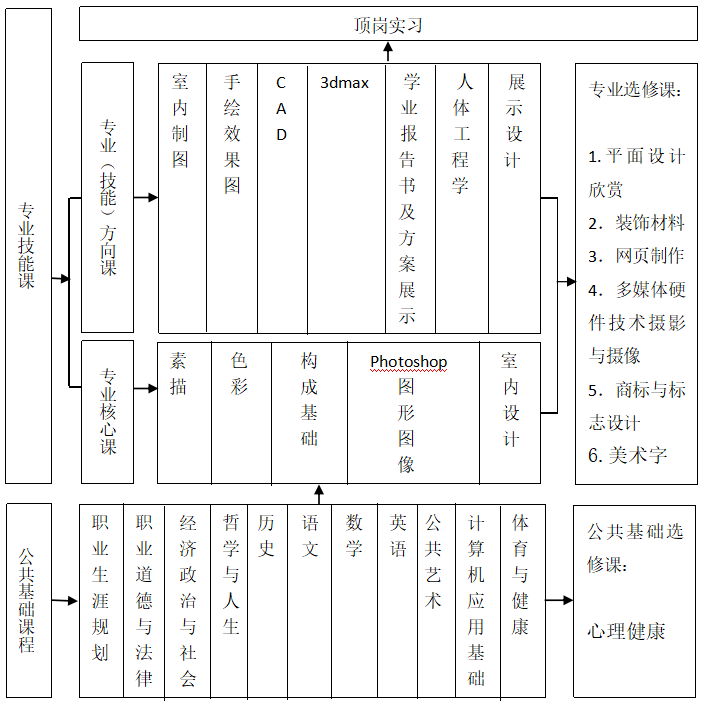 顶岗实习
专业技能课
专业（技能）方向课
室内制图
手绘效果图
CAD
3dmax
学业报告书及方案展示
人体工程学
展示设计
专业选修课：
1.平面设计
欣赏
2．装饰材料
3．网页制作
4．多媒体硬
件技术摄影
与摄像
5．商标与标
志设计
6.美术字
专业核心课
素描
色彩
构成基础
Photoshop
图形图像
室内设计
公共基础课程
职业生涯规划
职业道德与法律
经济政治与社会
哲学与人生
历史
语文
数学
英语
公共艺术
计算机应用基础
体育与健康
公共基础选
修课：
心理健康